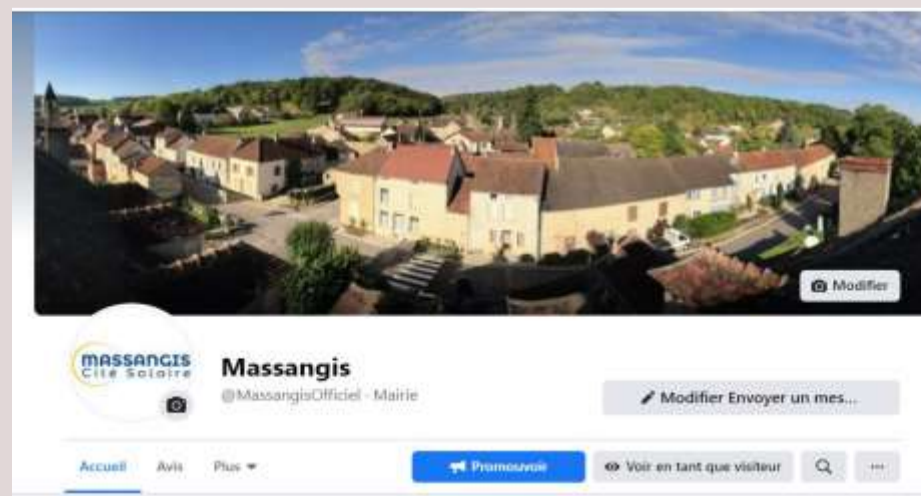 Modifier
MASSANGIS
Cité Solaire
Massangis
@MassangisOfficiel · Mairie
Modifier Envoyer un mes...
Accueil
Avis
Plus
Promouvoir
Voir en tant que visiteur